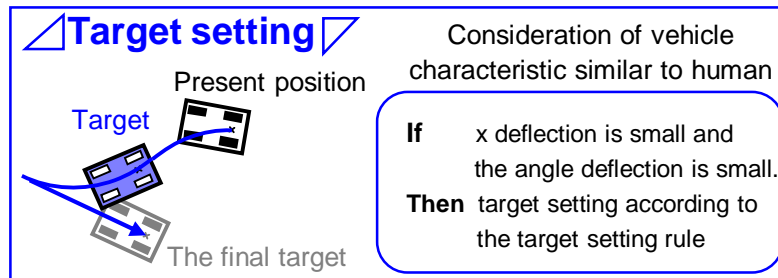 Target setting
Present position
Target
The final target
Consideration of vehicle
characteristic similar to human
If x deflection is small and
the angle deflection is small.
Then target setting according to
the target setting rule